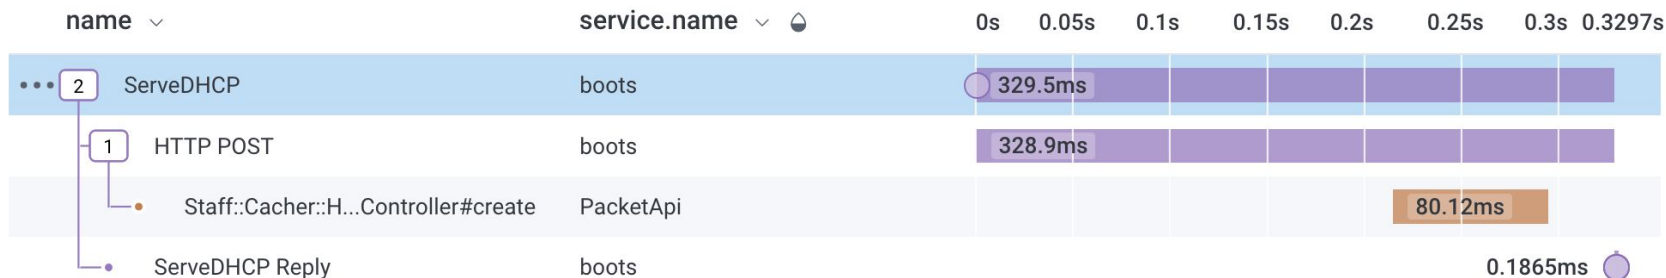 name service.name 0s 0.05s 0.1s 0.15s 0.2s 0.25s 0.3s 0.3297s
2 ServeDHCP boots 329.5ms
1 HTTP POST boots 328.9ms
Staff::Cacher::H...Controller#create PacketApi 80.12ms
ServeDHCP Reply boots 0.1865ms